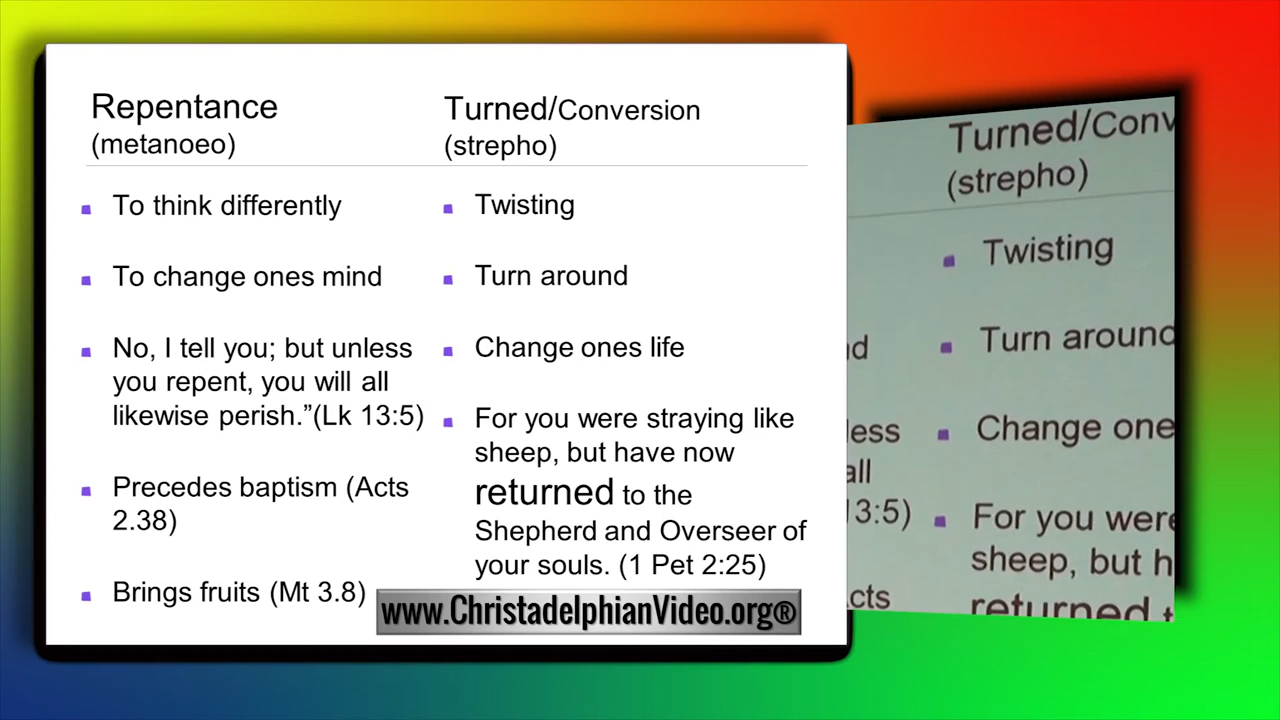 Repentance
(metanoeo)
To think differently
To change ones mind
No, I tell you; but unless
you repent, you will all
likewise perish.”(Lk 13:5)
Precedes baptism (Acts
2.38)
Brings fruits (Mt 3.8)
Turned/Conversion
(strepho)
Twisting
Turn around
Change ones life
For you were straying like
sheep, but have now
returned to the
Shepherd and Overseer of
your souls. (1 Pet 2:25)
www.ChristadelphianVideo.org®
Turned/Conv
(strepho)
Twisting
Turn around
Change one
For you were
sheep, but h
returned t
nd
less
all
13:5)
cts